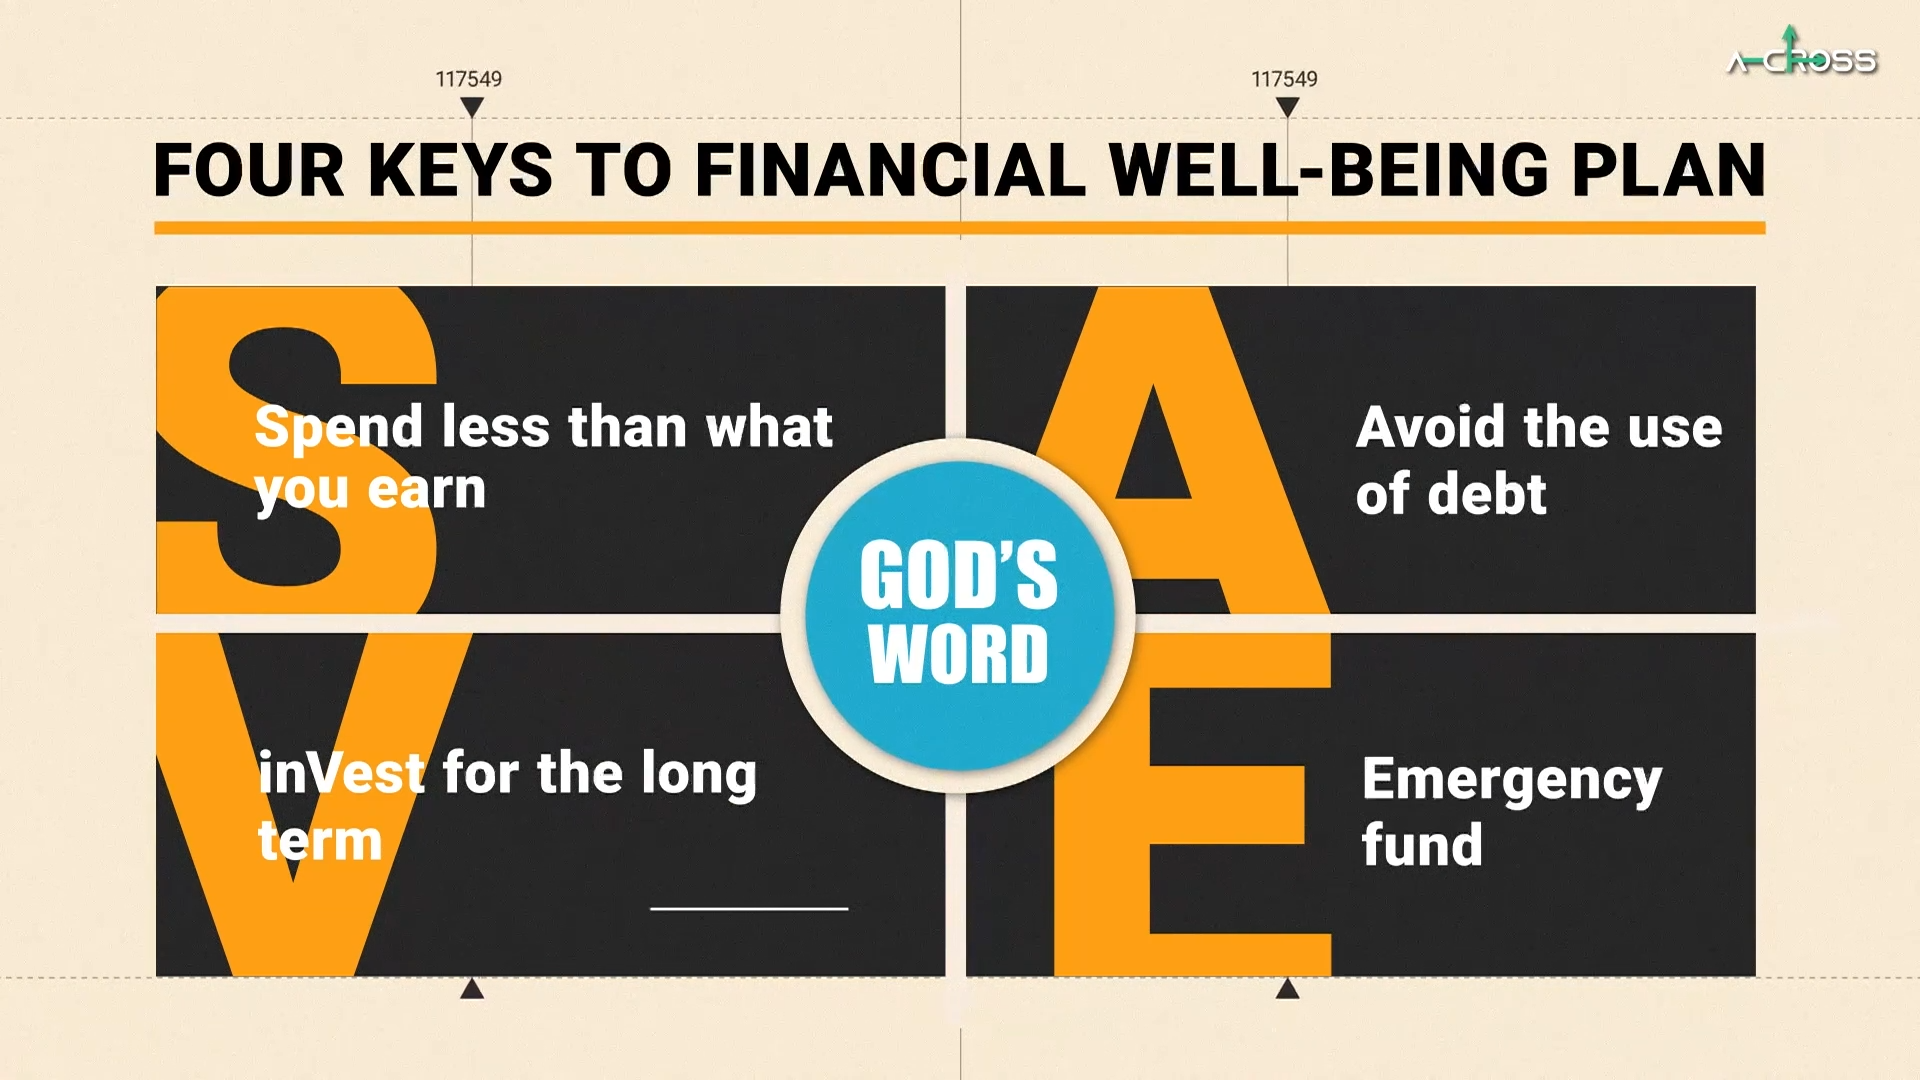 117549
117549
A-CROSS
FOUR KEYS TO FINANCIAL WELL-BEING PLAN
S
Spend less than what
you earn
A
Avoid the use
of debt
GOD'S
WORD
V
inVest for the long
term
E
Emergency
fund